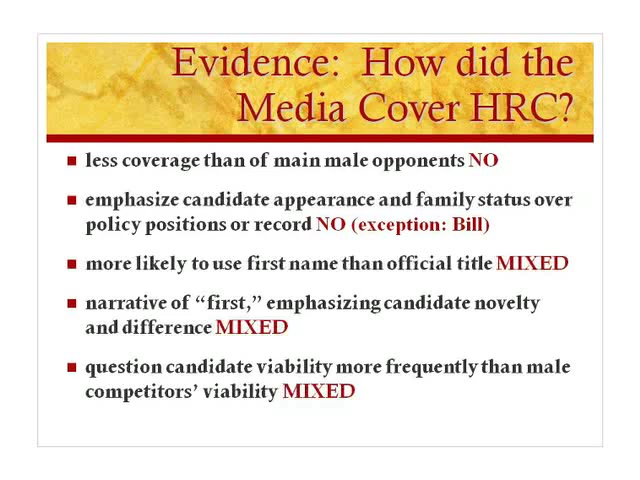 Evidence:  How did the
Media Cover HRC?
less coverage than of main male opponents NO
emphasize candidate appearance and family status over
policy positions or record NO (exception: Bill)
more likely to use first name than official title MIXED
narrative of “first,” emphasizing candidate novelty
and difference MIXED
question candidate viability more frequently than male
competitors’ viability MIXED